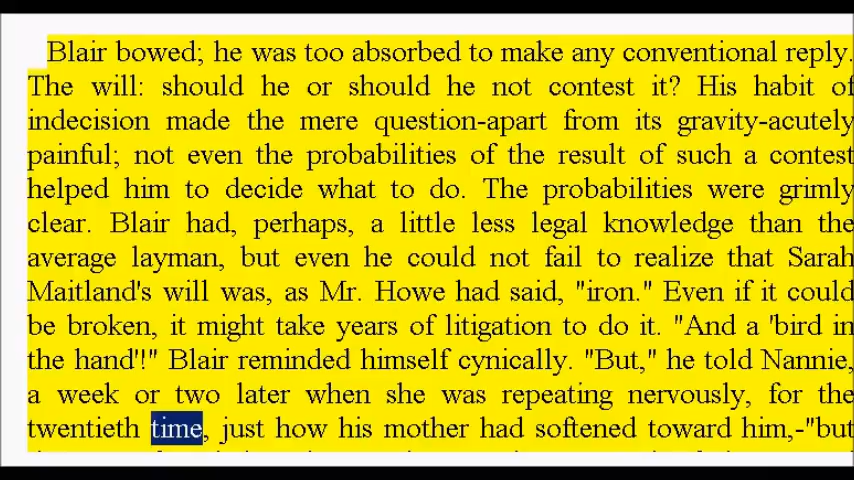 Blair bowed; he was too absorbed to make any conventional reply.
The will: should he or should he not contest it? His habit of
indecision made the mere question-apart from its gravity-acutely
painful; not even the probabilities of the result of such a contest
helped him to decide what to do. The probabilities were grimly
clear. Blair had, perhaps, a little less legal knowledge than the
average layman, but even he could not fail to realize that Sarah
Maitland's will was, as Mr. Howe had said, "iron." Even if it could
be broken, it might take years of litigation to do it. "And a 'bird in
the hand'!" Blair reminded himself cynically. "But," he told Nannie,
a week or two later when she was repeating nervously, for the
twentieth time, just how his mother had softened toward him,-"but